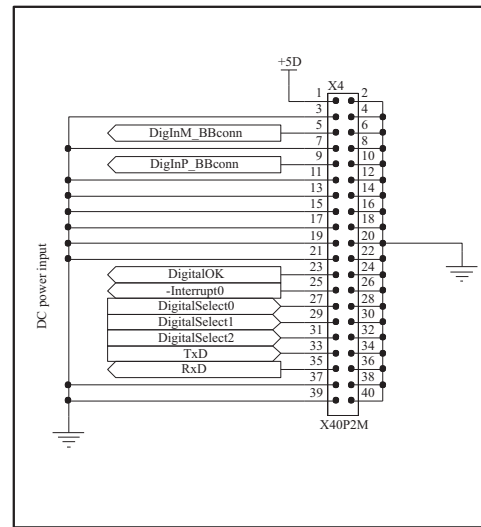 +5D
X4
1 2
3 4
DigInM_BBconn 5 6
7 8
DigInP_BBconn 9 10
11 12
13 14
15 16
17 18
19 20
21 22
DigitalOK 23 24
-Interrupt0 25 26
DigitalSelect0 27 28
DigitalSelect1 29 30
DigitalSelect2 31 32
TxD 33 34
RxD 35 36
37 38
39 40
X40P2M
DC power input